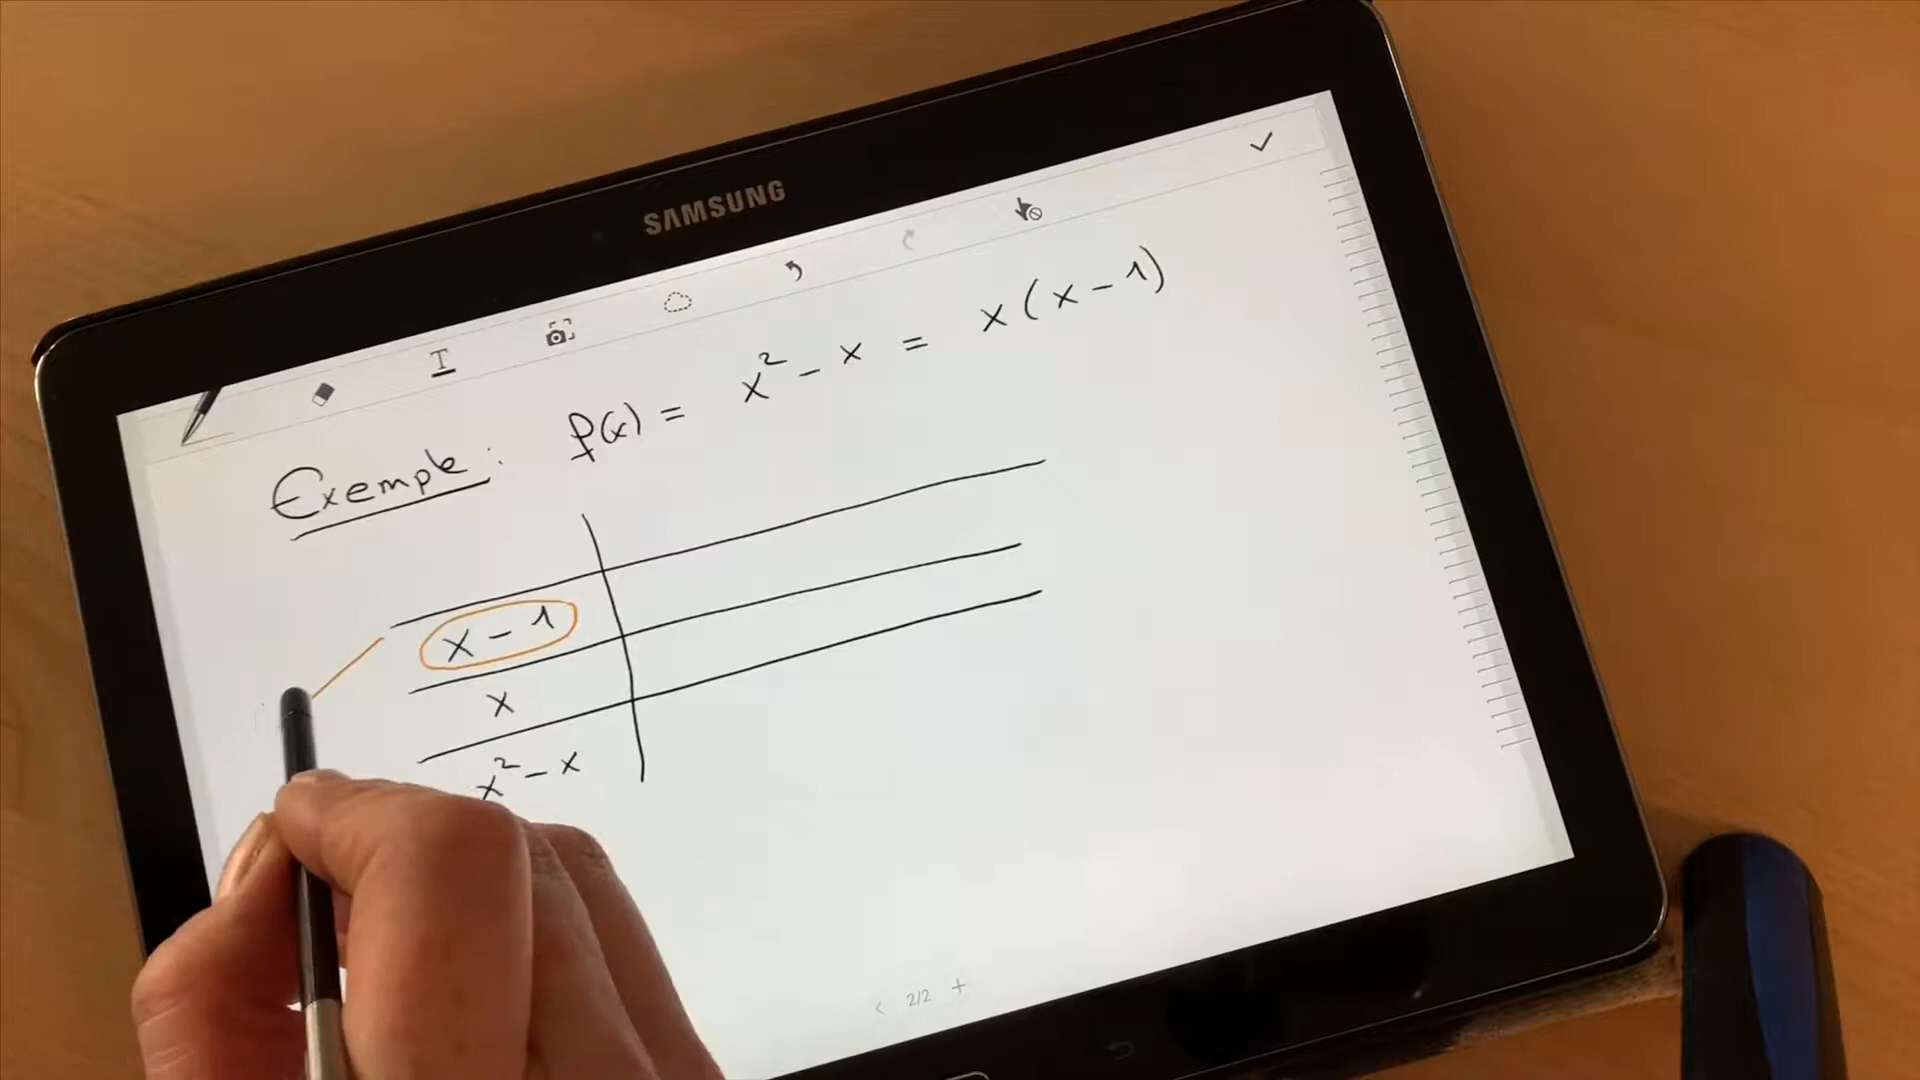 SAMSUNG
T
Exemple : f(x) = x² - x = x(x-1)
x - 1
x
x² - x
2/2 +